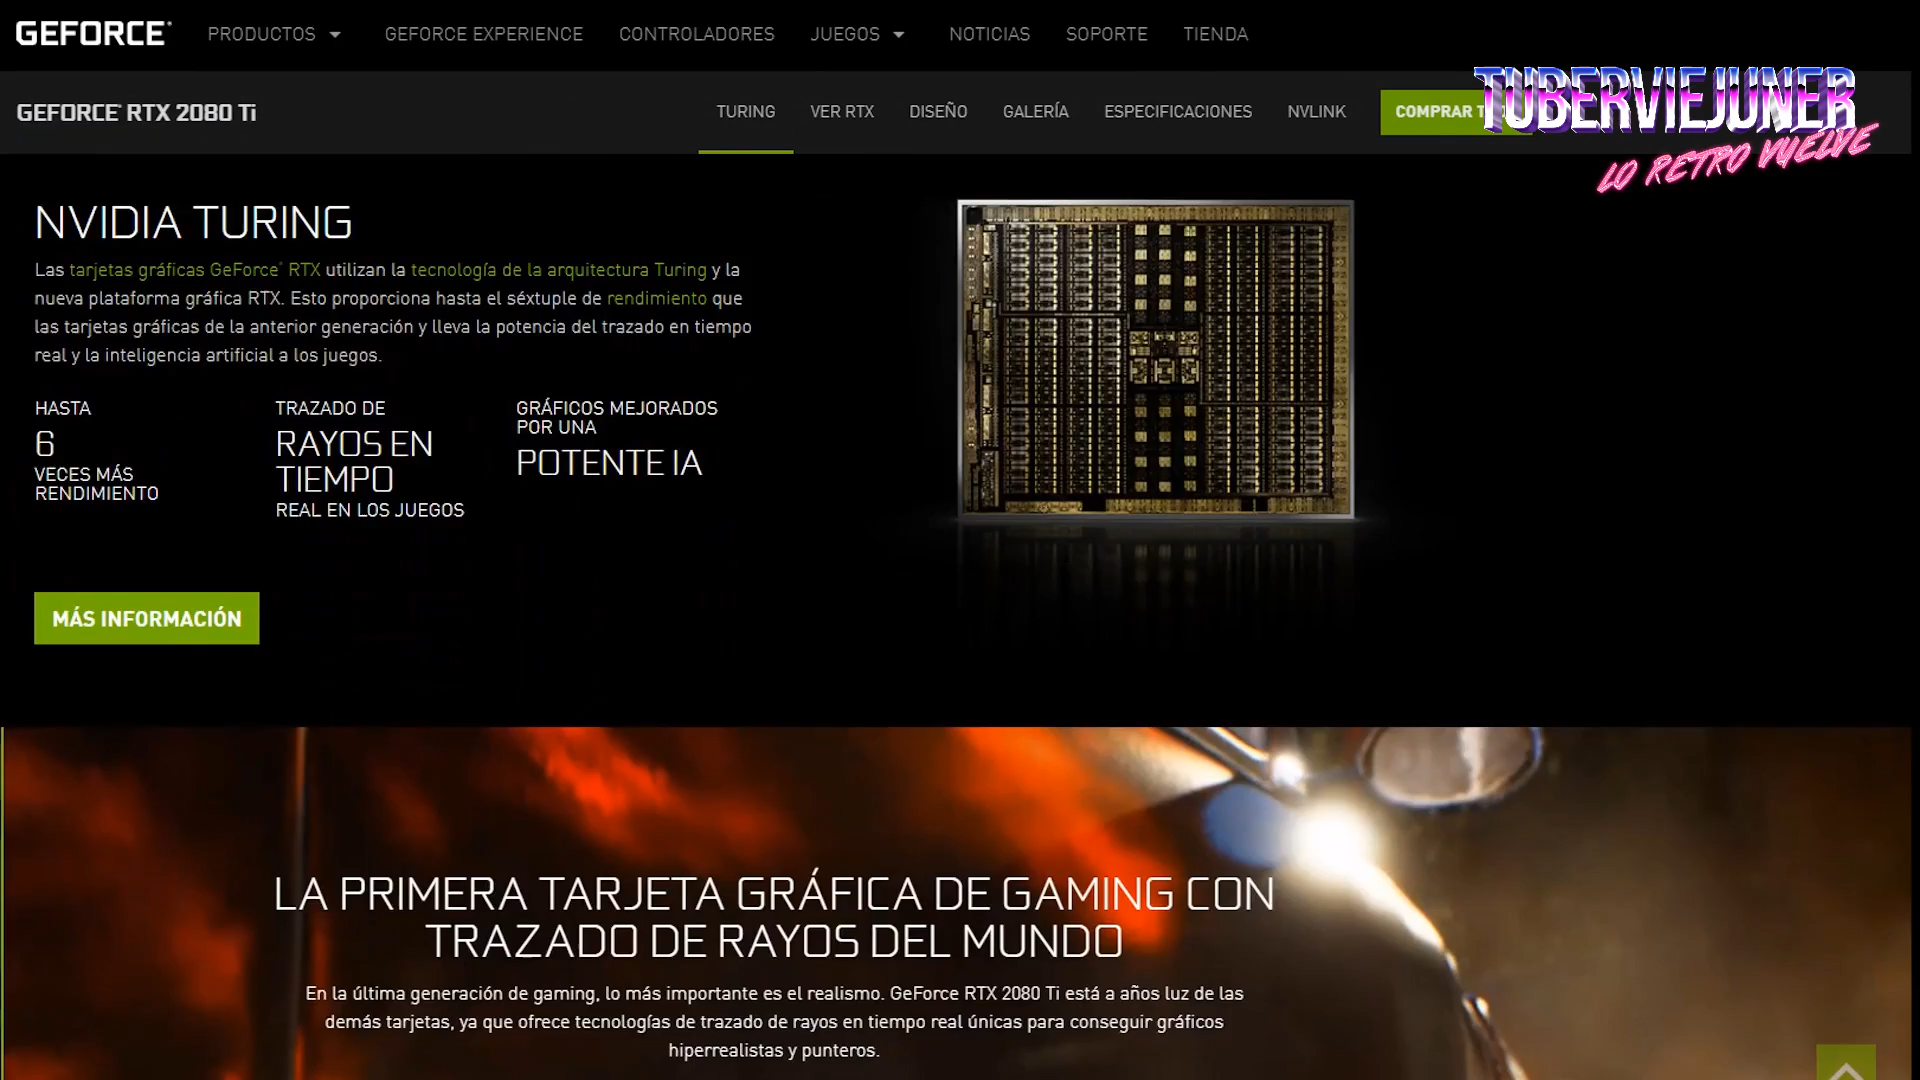 GEFORCE
PRODUCTOS
GEFORCE EXPERIENCE
CONTROLADORES
JUEGOS
NOTICIAS
SOPORTE
TIENDA
GEFORCE® RTX 2080 Ti
TURING
VER RTX
DISEÑO
GALERÍA
ESPECIFICACIONES
NVLINK
COMPRAR
TUBERVIEJUNER
LO RETRO VUELVE
NVIDIA TURING
Las tarjetas gráficas GeForce® RTX utilizan la tecnología de la arquitectura Turing y la
nueva plataforma gráfica RTX. Esto proporciona hasta el séxtuple de rendimiento que
las tarjetas gráficas de la anterior generación y lleva la potencia del trazado en tiempo
real y la inteligencia artificial a los juegos.
HASTA
6
VECES MÁS
RENDIMIENTO
TRAZADO DE
RAYOS EN
TIEMPO
REAL EN LOS JUEGOS
GRÁFICOS MEJORADOS
POR UNA
POTENTE IA
MÁS INFORMACIÓN
LA PRIMERA TARJETA GRÁFICA DE GAMING CON
TRAZADO DE RAYOS DEL MUNDO
En la última generación de gaming, lo más importante es el realismo. GeForce RTX 2080 Ti está a años luz de las
demás tarjetas, ya que ofrece tecnologías de trazado de rayos en tiempo real únicas para conseguir gráficos
hiperrealistas y punteros.